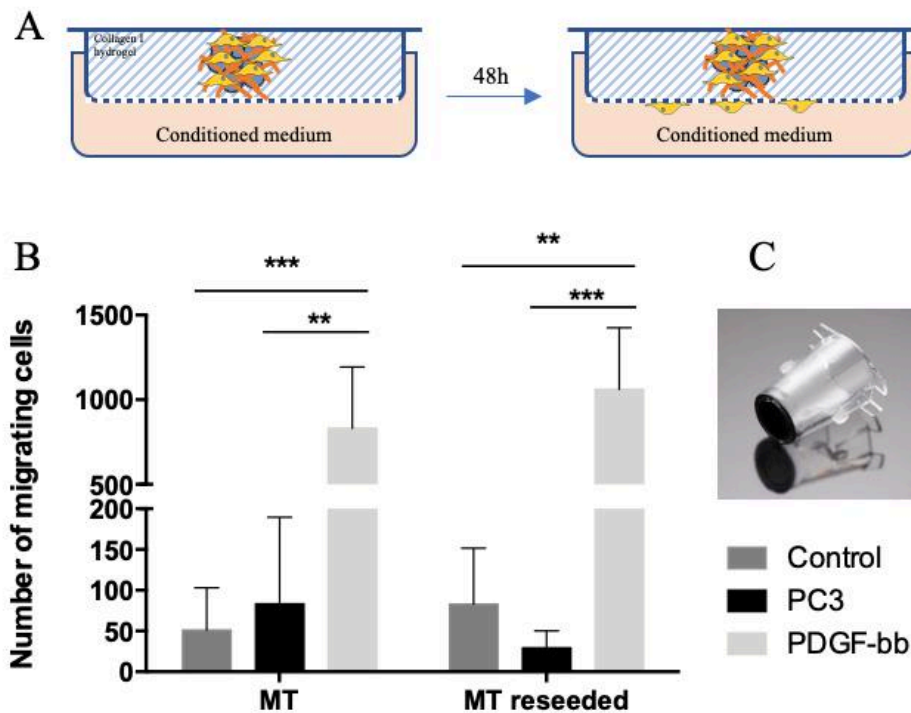 A
Collagen I
hydrogel
48h
Conditioned medium
Conditioned medium
B
C
***
**
**
***
Number of migrating cells
1500
1000
500
200
150
100
50
0
MT
MT reseeded
Control
PC3
PDGF-bb